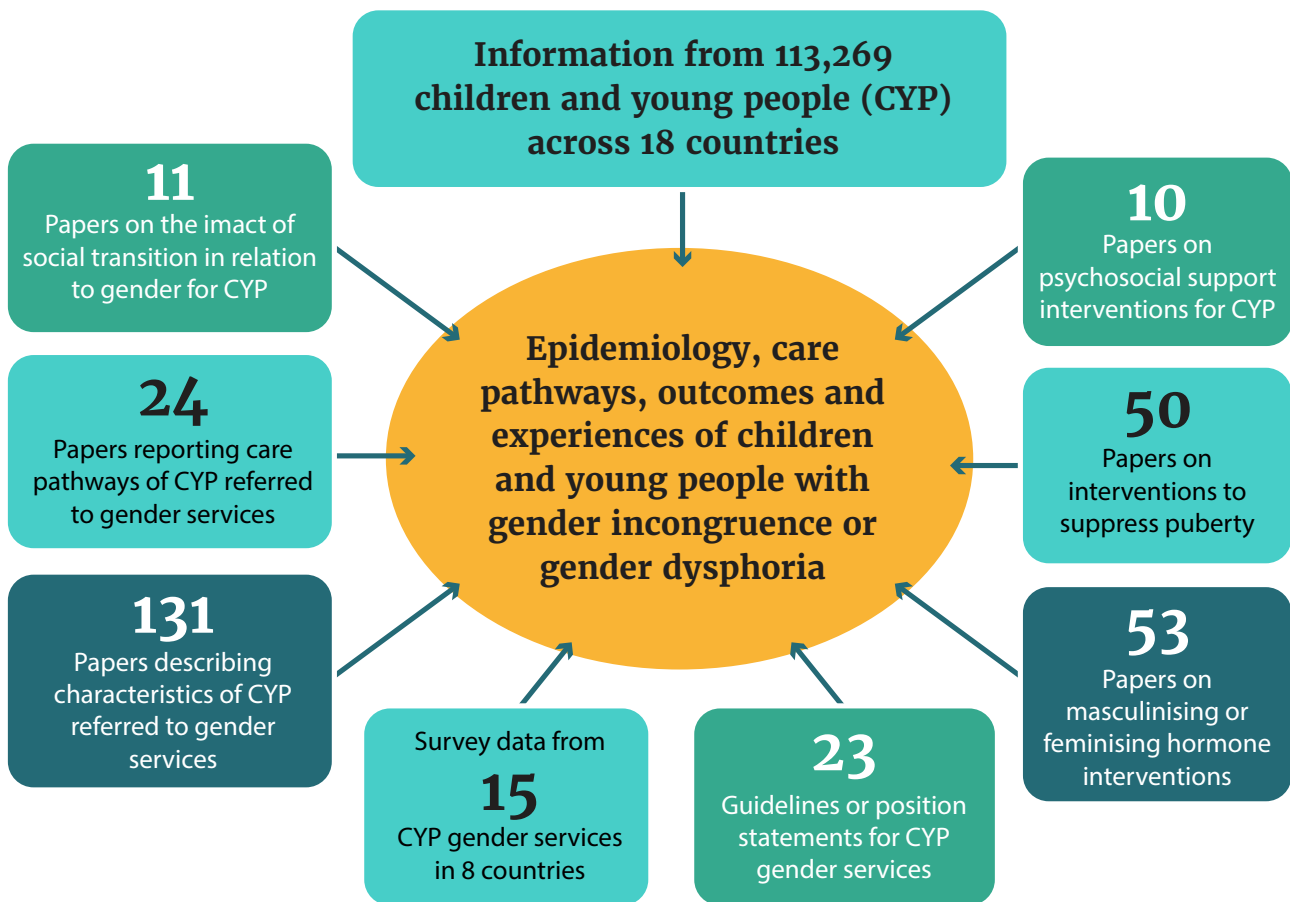 Information from 113,269
children and young people (CYP)
across 18 countries
11
Papers on the imact of
social transition in relation
to gender for CYP
10
Papers on
psychosocial support
interventions for CYP
Epidemiology, care
pathways, outcomes and
experiences of children
and young people with
gender incongruence or
gender dysphoria
24
Papers reporting care
pathways of CYP referred
to gender services
50
Papers on
interventions to
suppress puberty
131
Papers describing
characteristics of CYP
referred to gender
services
53
Papers on
masculinising or
feminising hormone
interventions
Survey data from
15
CYP gender services
in 8 countries
23
Guidelines or position
statements for CYP
gender services